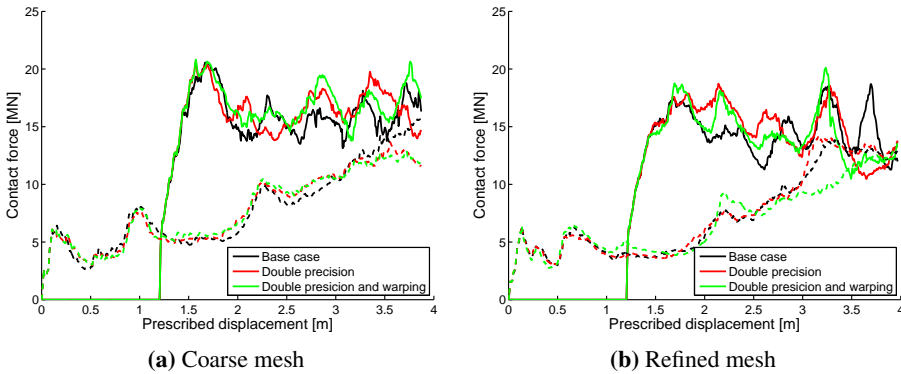 25
20
15
10
5
0
Contact force [MN]
0 0.5 1 1.5 2 2.5 3 3.5 4
Prescribed displacement [m]
Base case
Double precision
Double presicion and warping
(a) Coarse mesh
25
20
15
10
5
0
Contact force [MN]
0 0.5 1 1.5 2 2.5 3 3.5 4
Prescribed displacement [m]
Base case
Double precision
Double presicion and warping
(b) Refined mesh